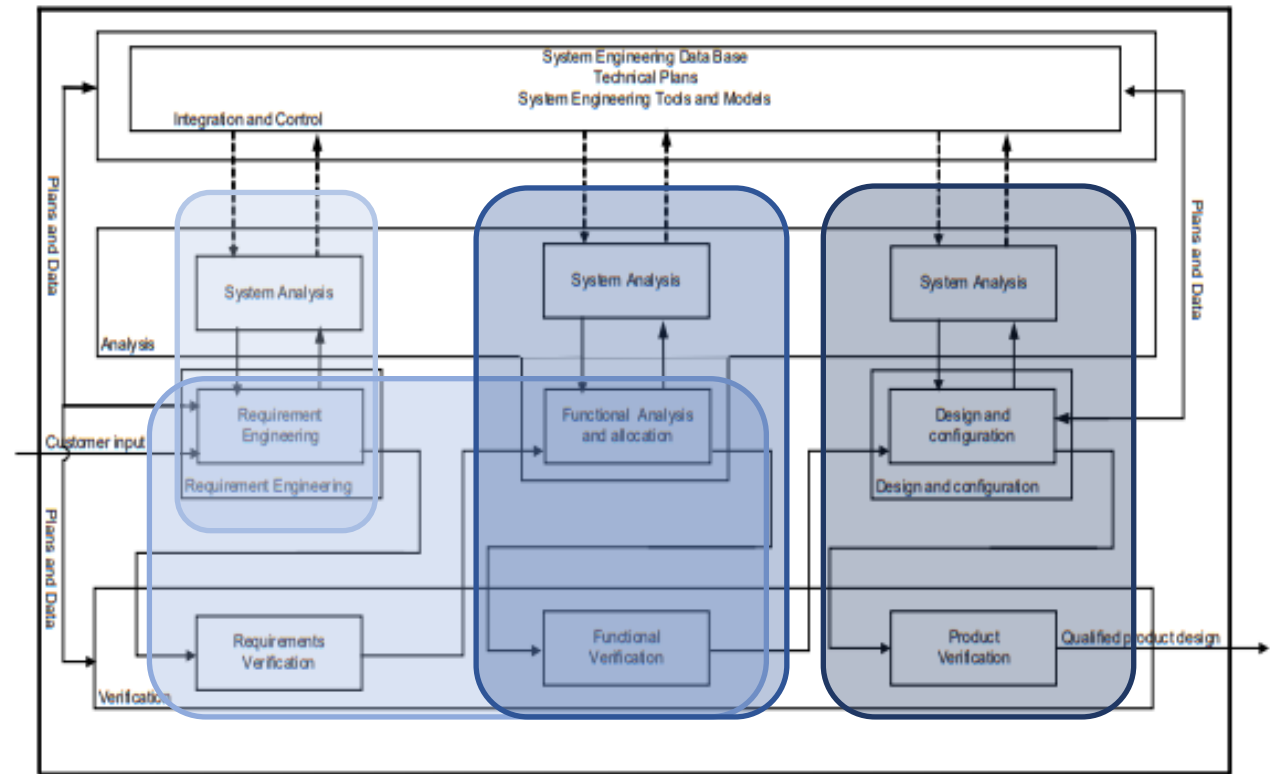 System Engineering Data Base
Technical Plans
System Engineering Tools and Models
Integration and Control
Plans and Data
Plans and Data
System Analysis
System Analysis
System Analysis
Analysis
Requirement
Engineering
Functional Analysis
and allocation
Design and
configuration
Customer input
Requirement Engineering
Design and configuration
Plans and Data
Requirements
Verification
Functional
Verification
Product
Verification
Qualified product design
Verification